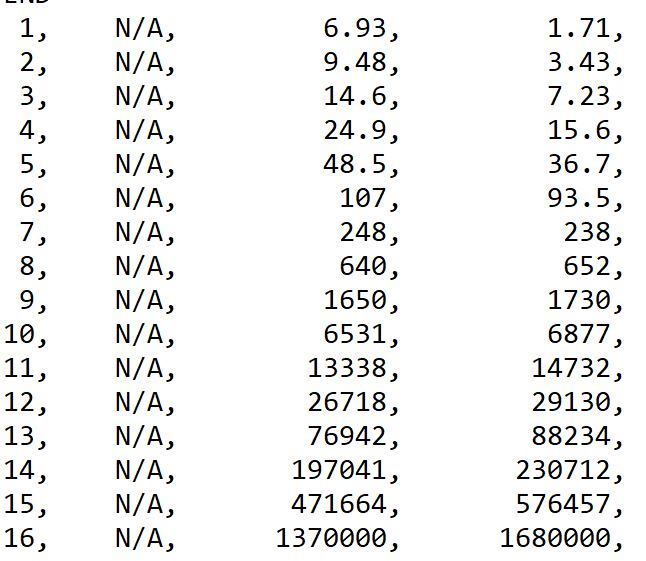 END
1, N/A, 6.93, 1.71,
2, N/A, 9.48, 3.43,
3, N/A, 14.6, 7.23,
4, N/A, 24.9, 15.6,
5, N/A, 48.5, 36.7,
6, N/A, 107, 93.5,
7, N/A, 248, 238,
8, N/A, 640, 652,
9, N/A, 1650, 1730,
10, N/A, 6531, 6877,
11, N/A, 13338, 14732,
12, N/A, 26718, 29130,
13, N/A, 76942, 88234,
14, N/A, 197041, 230712,
15, N/A, 471664, 576457,
16, N/A, 1370000, 1680000,